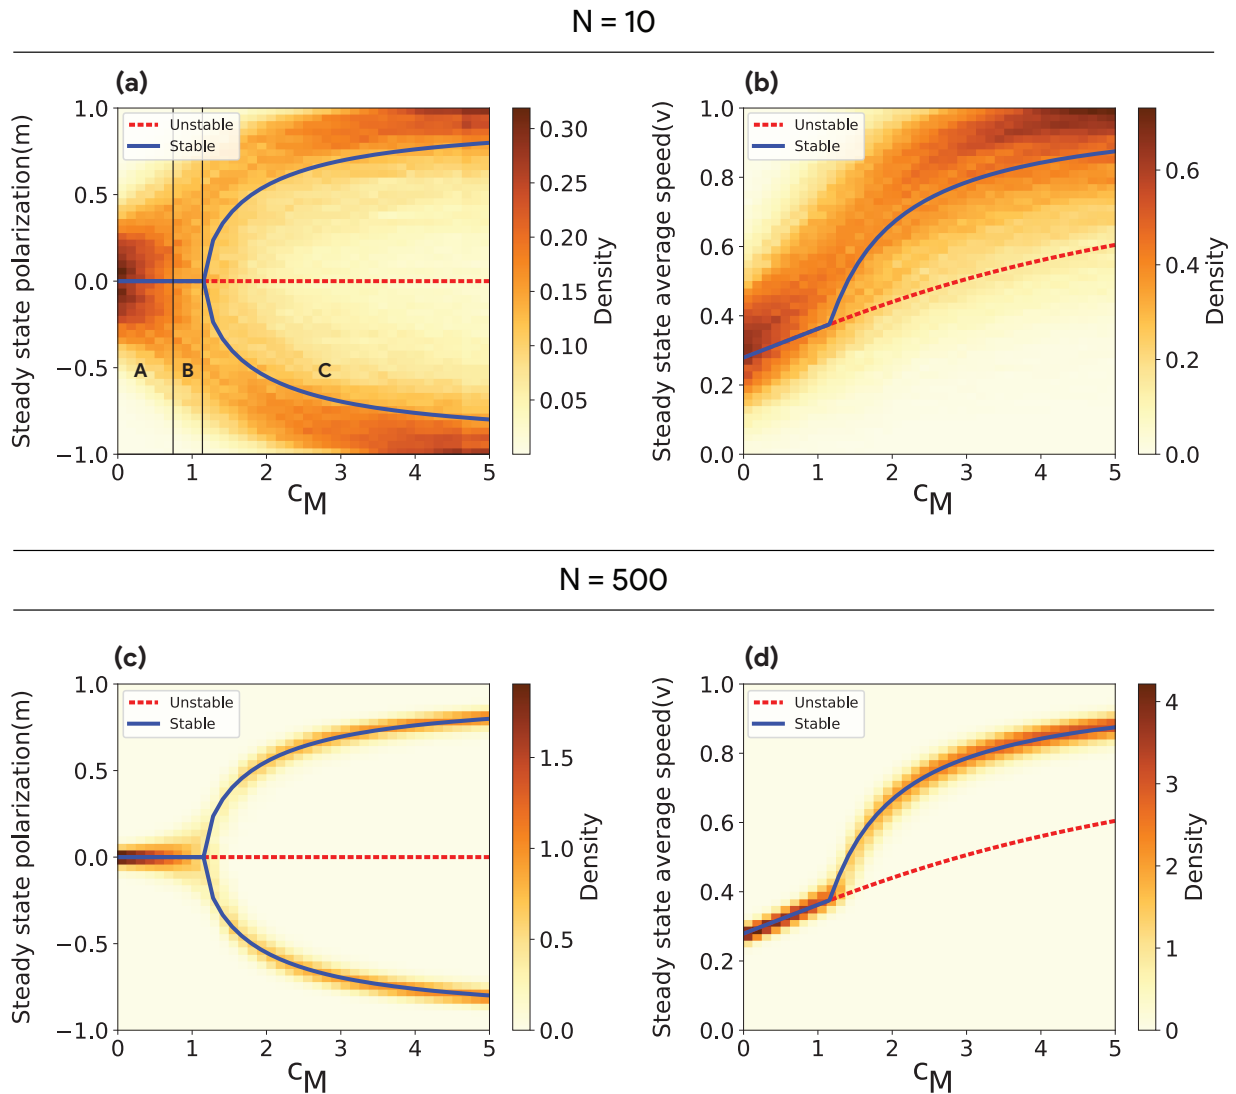 N = 10
(a)
Steady state polarization(m)
1.0
0.5
0.0
−0.5
−1.0
Unstable
Stable
A
B
C
0 1 2 3 4 5
cM
0.30
0.25
0.20
0.15
0.10
0.05
Density
(b)
Steady state average speed(v)
1.0
0.8
0.6
0.4
0.2
0.0
Unstable
Stable
0 1 2 3 4 5
cM
0.6
0.4
0.2
0.0
Density
N = 500
(c)
Steady state polarization(m)
1.0
0.5
0.0
−0.5
−1.0
Unstable
Stable
0 1 2 3 4 5
cM
1.5
1.0
0.5
0.0
Density
(d)
Steady state average speed(v)
1.0
0.8
0.6
0.4
0.2
0.0
Unstable
Stable
0 1 2 3 4 5
cM
4
3
2
1
0
Density